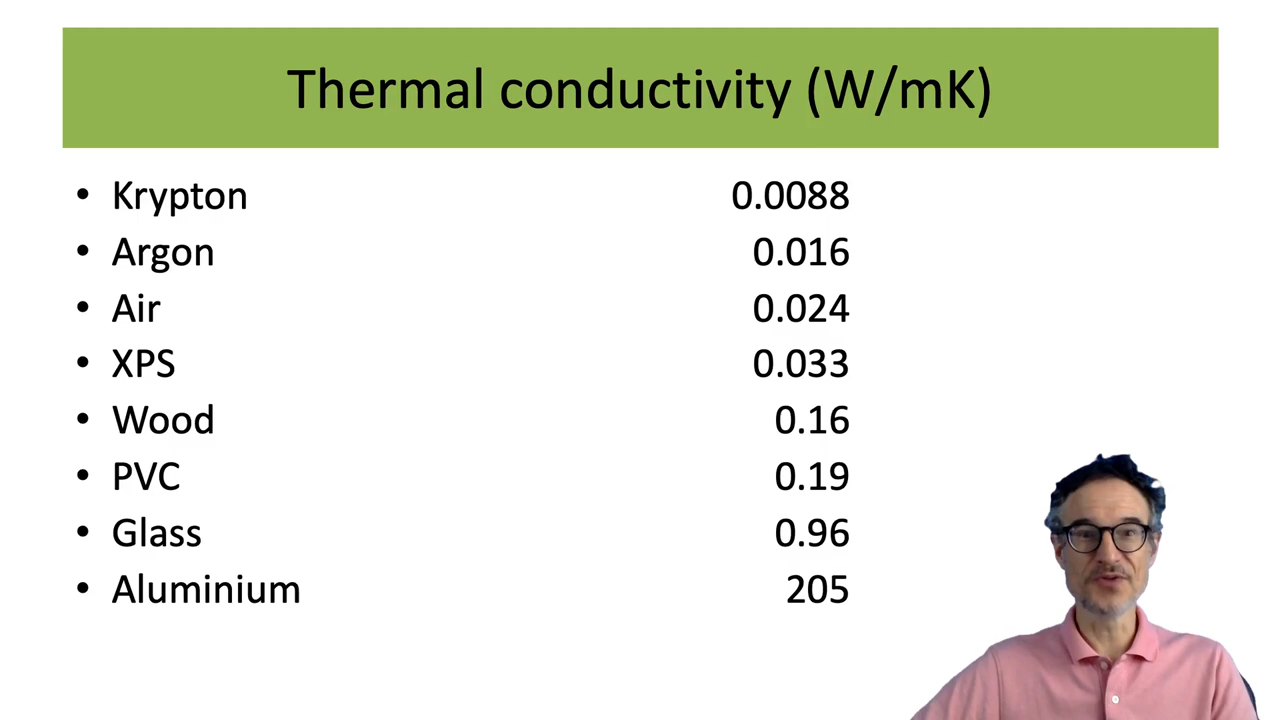 Thermal conductivity (W/mK)
• Krypton 0.0088
• Argon 0.016
• Air 0.024
• XPS 0.033
• Wood 0.16
• PVC 0.19
• Glass 0.96
• Aluminium 205